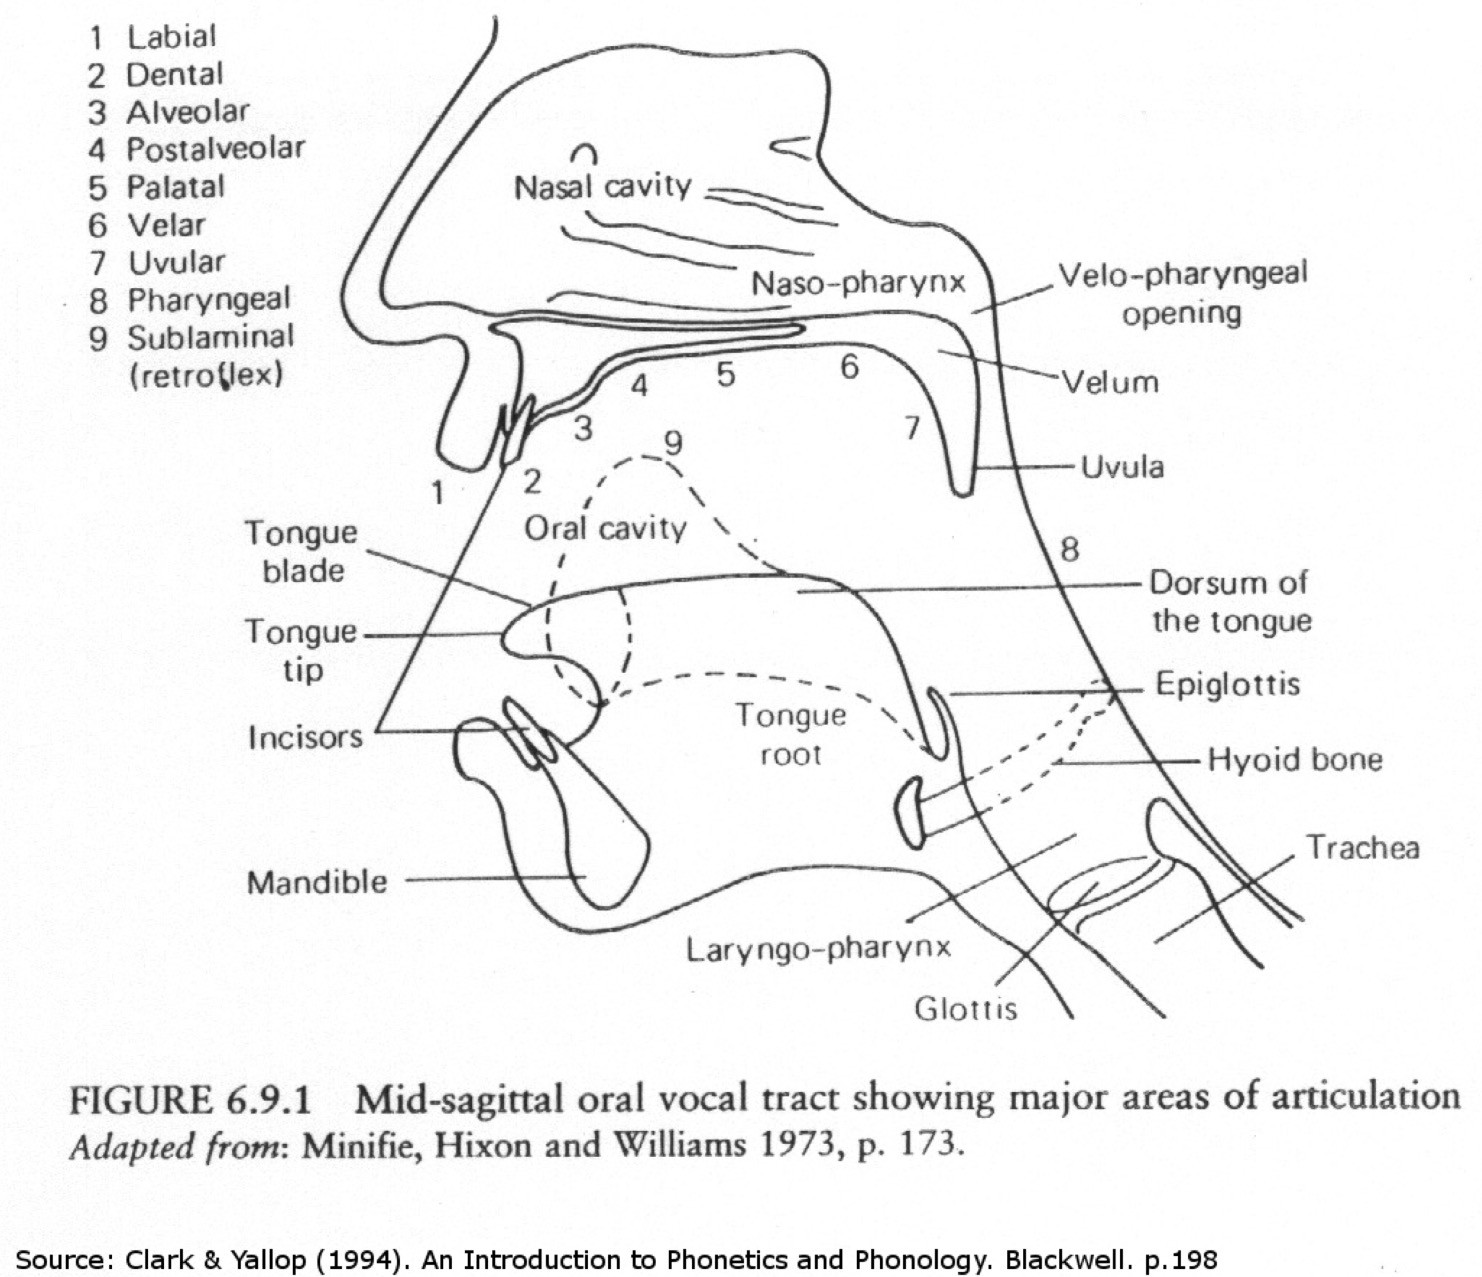 1 Labial
2 Dental
3 Alveolar
4 Postalveolar
5 Palatal
6 Velar
7 Uvular
8 Pharyngeal
9 Sublaminal
(retroflex)
Nasal cavity
Naso-pharynx
Velo-pharyngeal
opening
Velum
Uvula
1
2
3
4
5
6
7
8
9
Oral cavity
Tongue
blade
Tongue
tip
Incisors
Mandible
Dorsum of
the tongue
Epiglottis
Tongue
root
Hyoid bone
Trachea
Laryngo-pharynx
Glottis
FIGURE 6.9.1 Mid-sagittal oral vocal tract showing major areas of articulation
Adapted from: Minifie, Hixon and Williams 1973, p. 173.
Source: Clark & Yallop (1994). An Introduction to Phonetics and Phonology. Blackwell. p.198